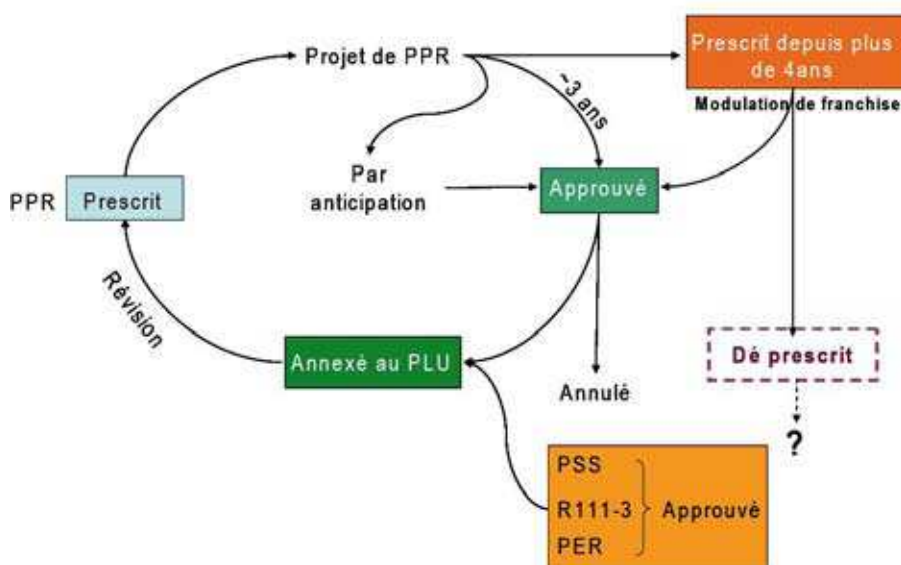 Projet de PPR
Prescrit depuis plus
de 4ans
Modulation de franchise
~3 ans
Par
anticipation
Approuvé
PPR
Prescrit
Révision
Annexé au PLU
Annulé
Dé prescrit
?
PSS
R111-3
Approuvé
PER